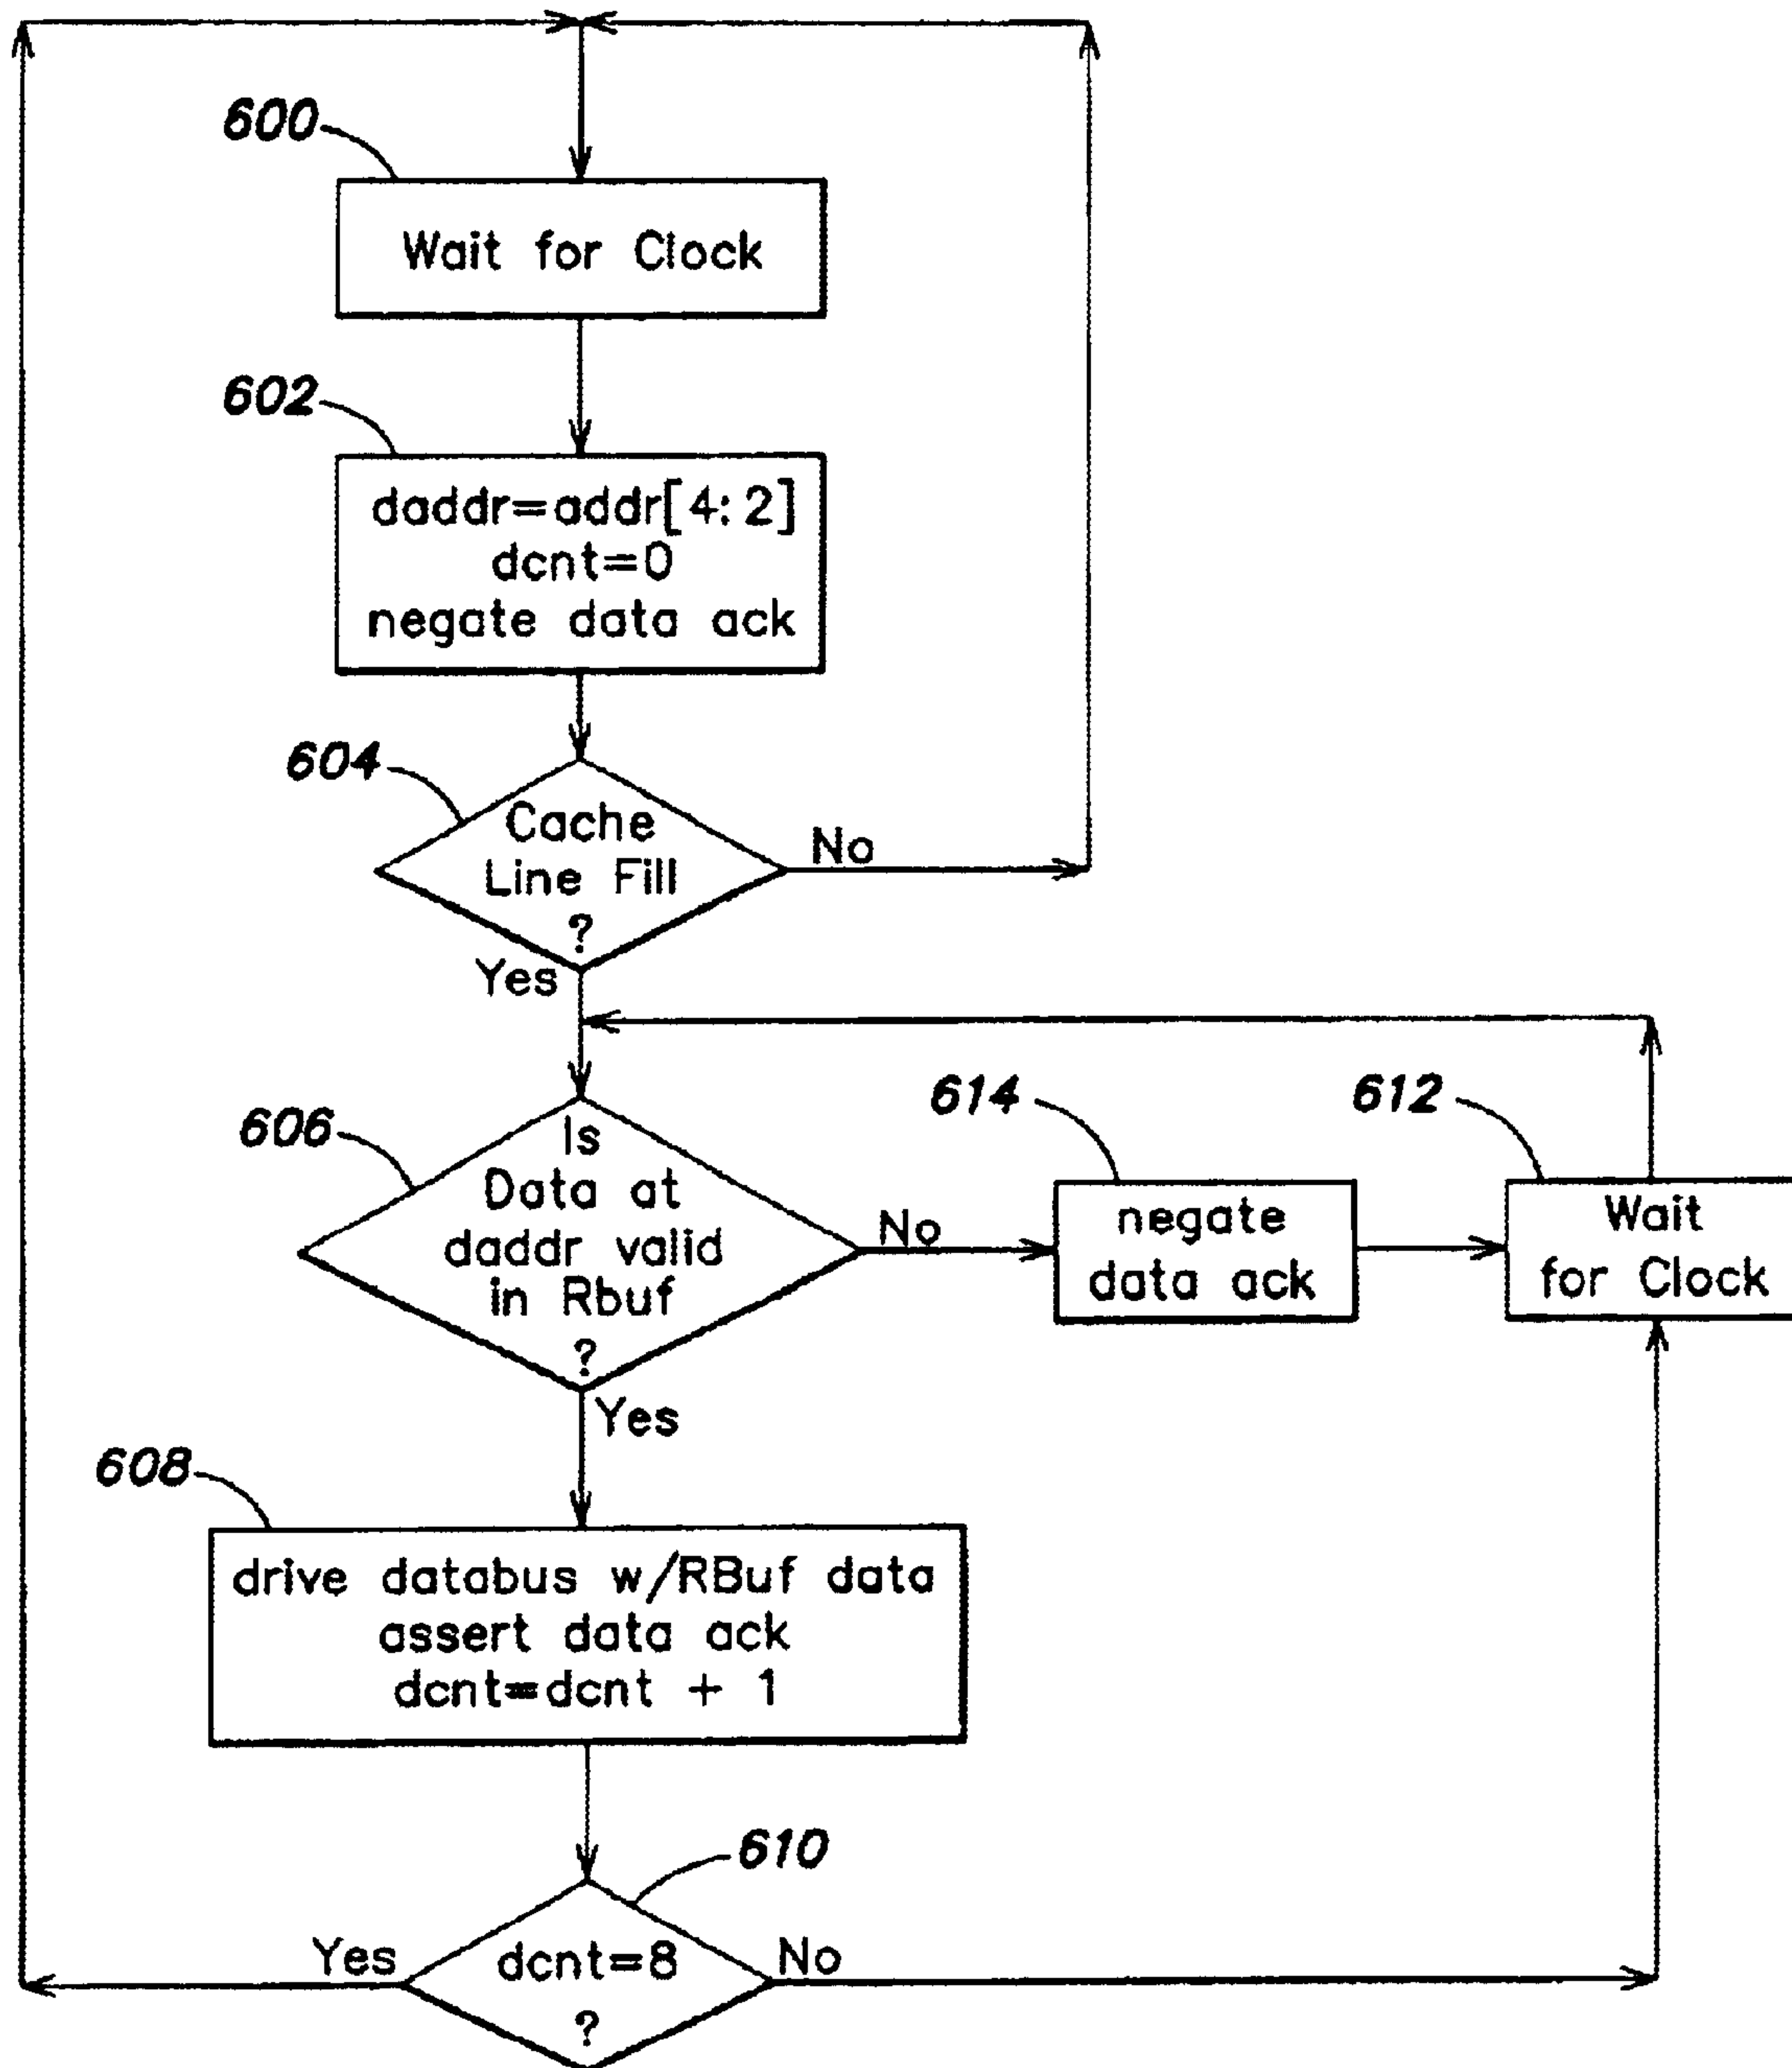 600
Wait for Clock
602
daddr=addr[4:2]
dcnt=0
negate data ack
604
Cache
Line Fill
?
No
Yes
606
Is
Data at
daddr valid
in Rbuf
?
No
614
negate
data ack
612
Wait
for Clock
Yes
608
drive databus w/RBuf data
assert data ack
dcnt=dcnt + 1
610
Yes
dcnt=8
?
No